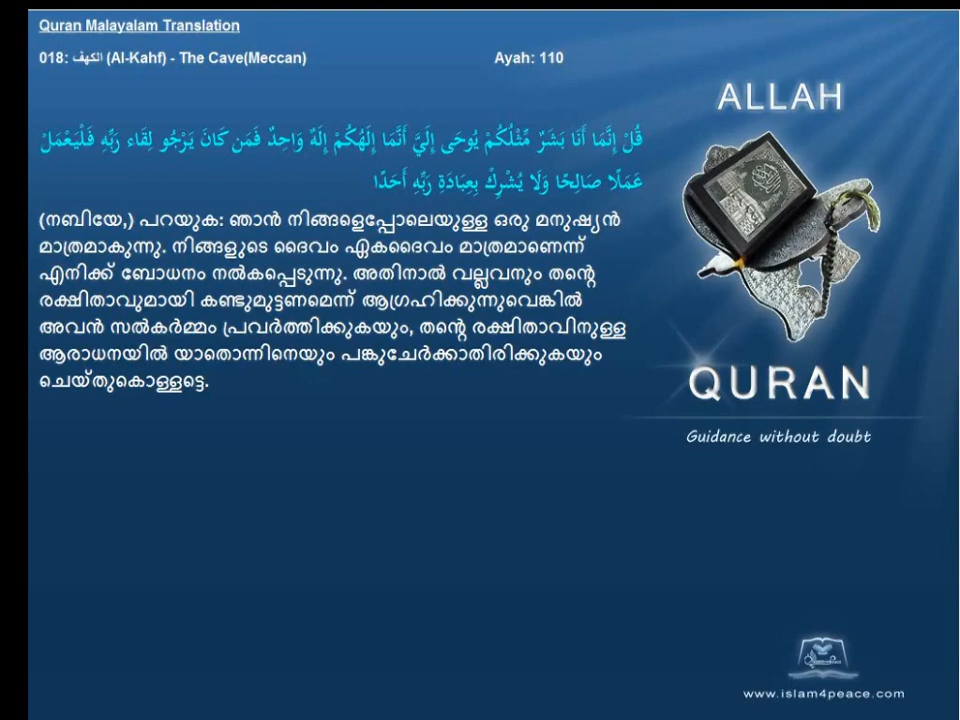 Quran Malayalam Translation
018: الكهف (Al-Kahf) - The Cave(Meccan) Ayah: 110
قُلْ إِنَّمَا أَنَا بَشَرٌ مِّثْلُكُمْ يُوحَى إِلَيَّ أَنَّمَا إِلَهُكُمْ إِلَهٌ وَاحِدٌ فَمَن كَانَ يَرْجُو لِقَاء رَبِّهِ فَلْيَعْمَلْ
عَمَلًا صَالِحًا وَلَا يُشْرِكْ بِعِبَادَةِ رَبِّهِ أَحَدًا
(നബിയേ,) പറയുക: ഞാന്‍ നിങ്ങളെപ്പോലെയുള്ള ഒരു മനുഷ്യന്‍
മാത്രമാകുന്നു. നിങ്ങളുടെ ദൈവം ഏകദൈവം മാത്രമാണെന്ന്
എനിക്ക് ബോധനം നല്‍കപ്പെടുന്നു. അതിനാല്‍ വല്ലവനും തന്‍റെ
രക്ഷിതാവുമായി കണ്ടുമുട്ടണമെന്ന് ആഗ്രഹിക്കുന്നുവെങ്കില്‍
അവന്‍ സല്‍കര്‍മ്മം പ്രവര്‍ത്തിക്കുകയും, തന്‍റെ രക്ഷിതാവിനുള്ള
ആരാധനയില്‍ യാതൊന്നിനെയും പങ്കുചേര്‍ക്കാതിരിക്കുകയും
ചെയ്തുകൊള്ളട്ടെ.
ALLAH
QURAN
Guidance without doubt
www.islam4peace.com